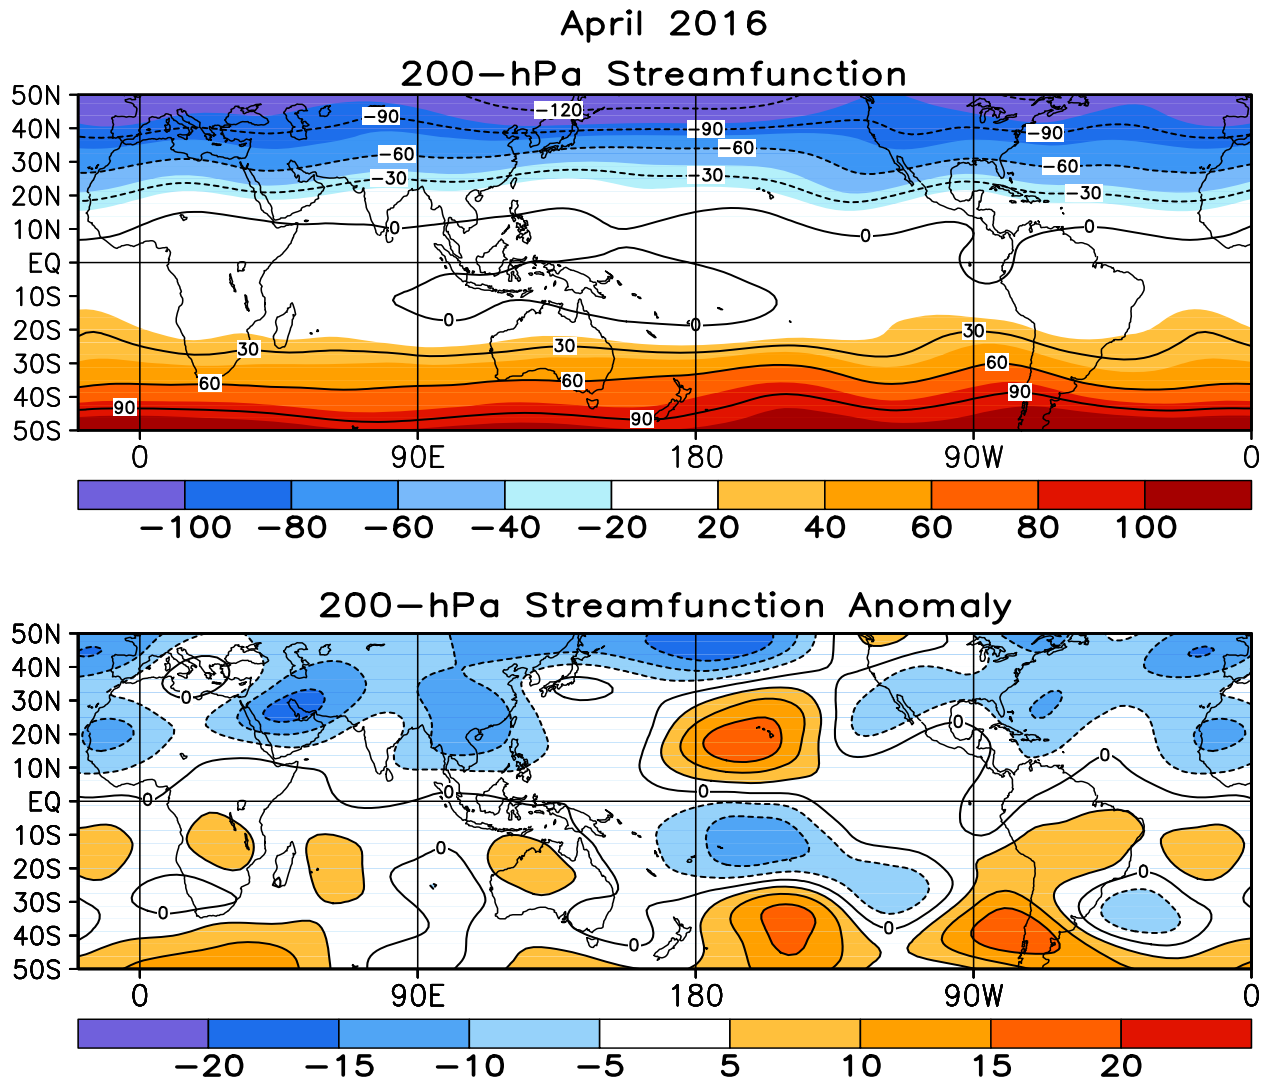 April 2016
200-hPa Streamfunction
50N
40N
30N
20N
10N
EQ
10S
20S
30S
40S
50S
-120
-90
-90
-90
-60
-60
-60
-30
-30
-30
0
0
0
0
0
30
30
30
60
60
60
90
90
90
0 90E 180 90W 0
-100 -80 -60 -40 -20 20 40 60 80 100
200-hPa Streamfunction Anomaly
50N
40N
30N
20N
10N
EQ
10S
20S
30S
40S
50S
0
0
0
0
0
0
0
0
0
0
0
0 90E 180 90W 0
-20 -15 -10 -5 5 10 15 20